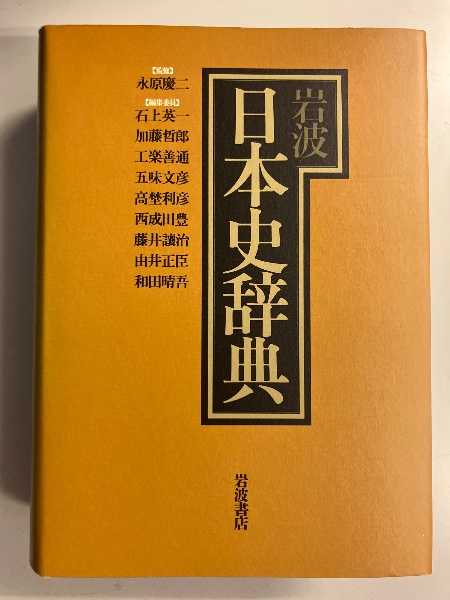 岩波
日本史辞典
【監修】
永原慶二
【編集委員】
石上英一
加藤哲郎
工楽善通
五味文彦
高埜利彦
西成田豊
藤井讓治
由井正臣
和田晴吾
岩波書店